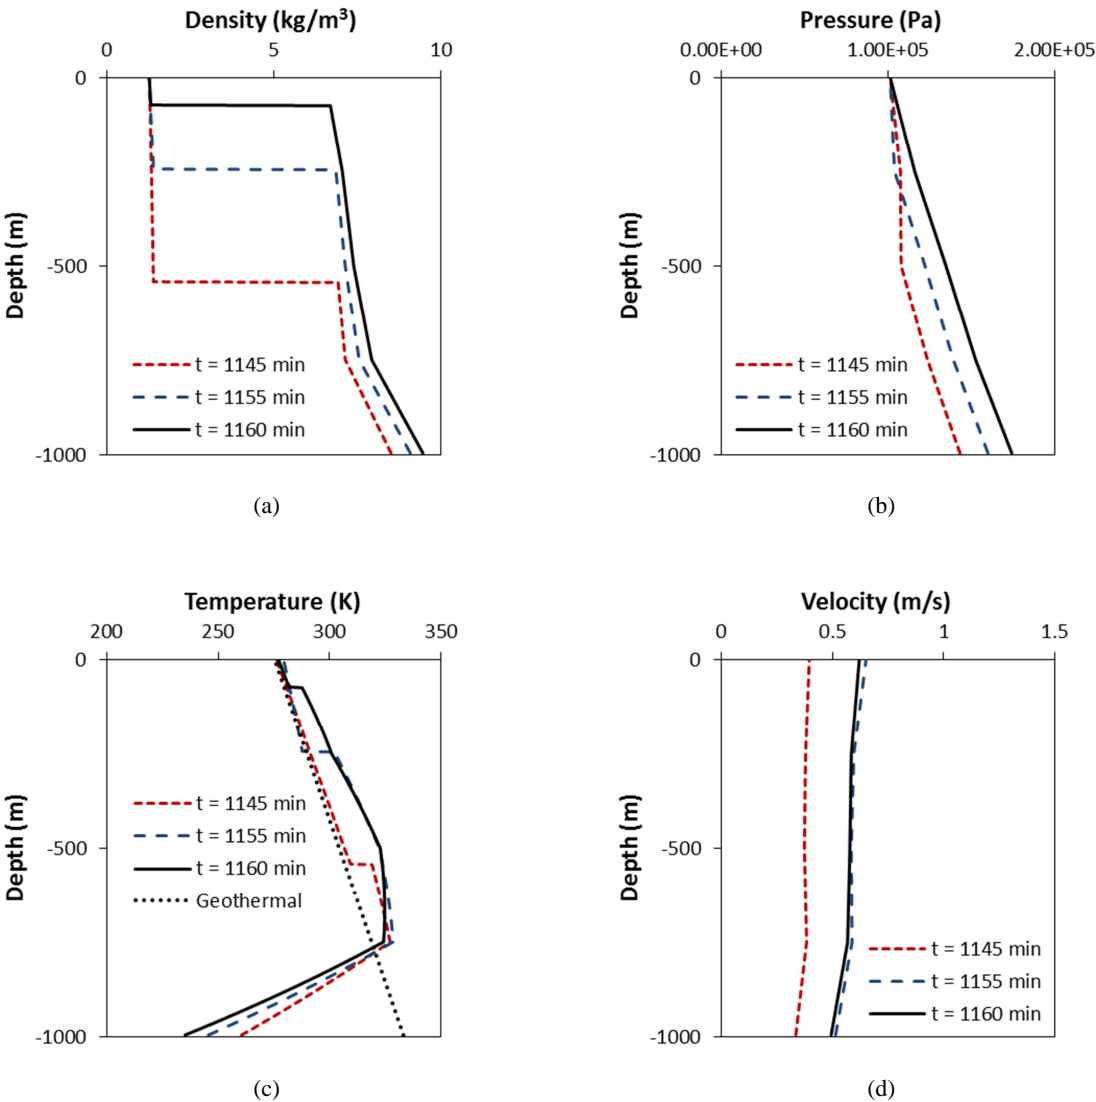 Density (kg/m³)
0 5 10
0
-500
-1000
Depth (m)
t = 1145 min
t = 1155 min
t = 1160 min
(a)
Pressure (Pa)
0.00E+00 1.00E+05 2.00E+05
0
-500
-1000
Depth (m)
t = 1145 min
t = 1155 min
t = 1160 min
(b)
Temperature (K)
200 250 300 350
0
-500
-1000
Depth (m)
t = 1145 min
t = 1155 min
t = 1160 min
Geothermal
(c)
Velocity (m/s)
0 0.5 1 1.5
0
-500
-1000
Depth (m)
t = 1145 min
t = 1155 min
t = 1160 min
(d)